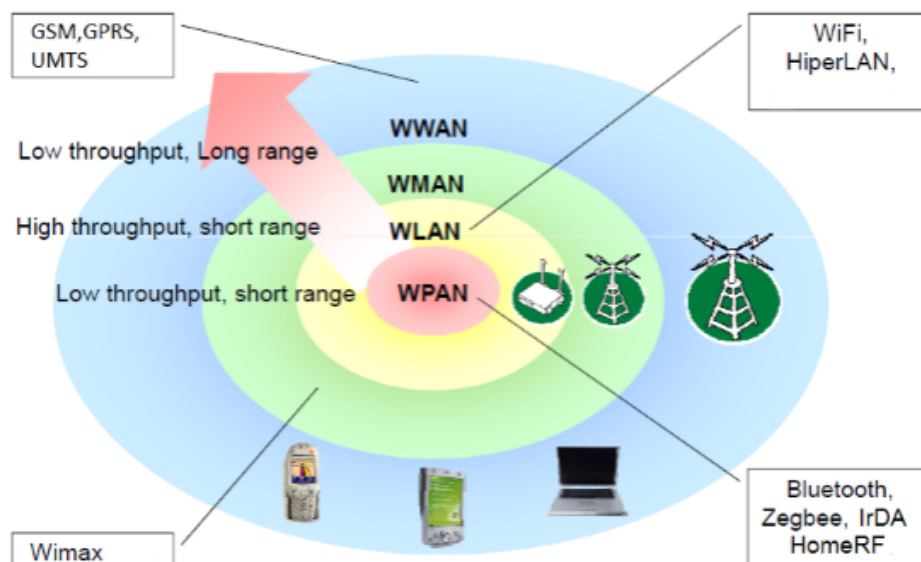 GSM,GPRS,
UMTS
WiFi,
HiperLAN,
WWAN
Low throughput, Long range
WMAN
High throughput, short range
WLAN
Low throughput, short range
WPAN
Bluetooth,
Zegbee, IrDA
HomeRF
Wimax